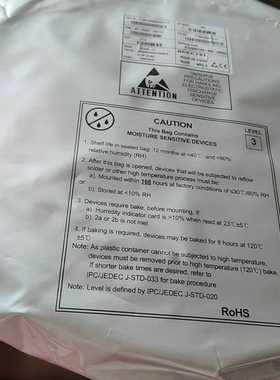 PRECAUTIONS
FOR HANDLING
ELECTROSTATIC
DISCHARGE
SENSITIVE
DEVICES
ATTENTION
CAUTION
This Bag Contains
MOISTURE SENSITIVE DEVICES
LEVEL
3
1. Shelf life in sealed bag: 12 months at <40°C and <90%
relative humidity (RH)
2. After this bag is opened, devices that will be subjected to reflow
solder or other high temperature process must be:
a). Mounted within 168 hours at factory conditions of ≤30℃/60% RH
or
b). Stored at <10% RH
3. Devices require bake, before mounting, if:
a). Humidity indicator card is >10% when read at 23±5℃
b). 2a or 2b is not met
4. If baking is required, devices may be baked for 8 hours at 120℃
±5℃
Note: As plastic container cannot be subjected to high temperature,
devices must be removed prior to high temperature (120℃) bake.
If shorter bake times are desired, refer to
IPC/JEDEC J-STD-033 for bake procedure
Note: Level is defined by IPC/JEDEC J-STD-020
RoHS